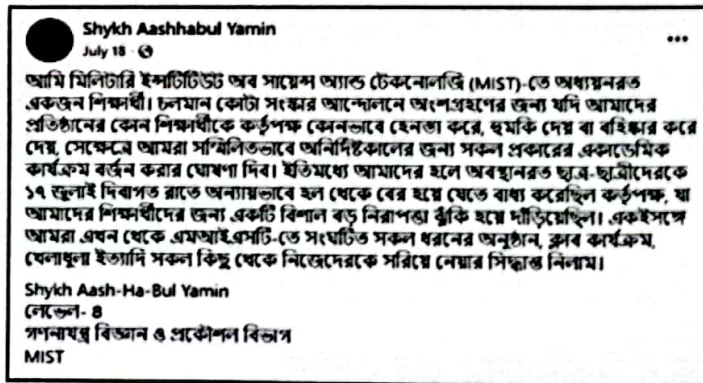 Shykh Aashhabul Yamin
July 18
আমি মিলিটারি ইন্সটিটিউট অব সায়েন্স অ্যান্ড টেকনোলজি (MIST)-তে অধ্যয়নরত
একজন শিক্ষার্থী। চলমান কোটা সংস্কার আন্দোলনে অংশগ্রহণের জন্য যদি আমাদের
প্রতিষ্ঠানের কোন শিক্ষার্থীকে কর্তৃপক্ষ কোনভাবে হেনস্তা করে, হুমকি দেয় বা বহিষ্কার করে
দেয়, সেক্ষেত্রে আমরা সম্মিলিতভাবে অনির্দিষ্টকালের জন্য সকল প্রকারের একাডেমিক
কার্যক্রম বর্জন করার ঘোষণা দিব। ইতিমধ্যে আমাদের হলে অবস্থানরত ছাত্র-ছাত্রীদেরকে
১৭ জুলাই দিবাগত রাতে অন্যায়ভাবে হল থেকে বের হয়ে যেতে বাধ্য করেছিল কর্তৃপক্ষ, যা
আমাদের শিক্ষার্থীদের জন্য একটি বিশাল বড় নিরাপত্তা ঝুঁকি হয়ে দাঁড়িয়েছিল। একইসঙ্গে
আমরা এখন থেকে এমআইএসটি-তে সংঘটিত সকল ধরনের অনুষ্ঠান, ক্লাব কার্যক্রম,
খেলাধুলা ইত্যাদি সকল কিছু থেকে নিজেদেরকে সরিয়ে নেয়ার সিদ্ধান্ত নিলাম।
Shykh Aash-Ha-Bul Yamin
লেভেল- ৪
গণনাযন্ত্র বিজ্ঞান ও প্রকৌশল বিভাগ
MIST